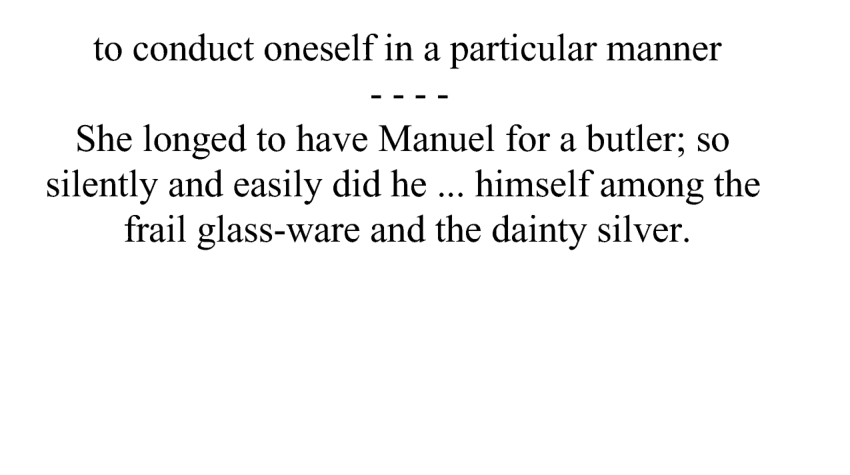 to conduct oneself in a particular manner
- - - -
She longed to have Manuel for a butler; so
silently and easily did he ... himself among the
frail glass-ware and the dainty silver.